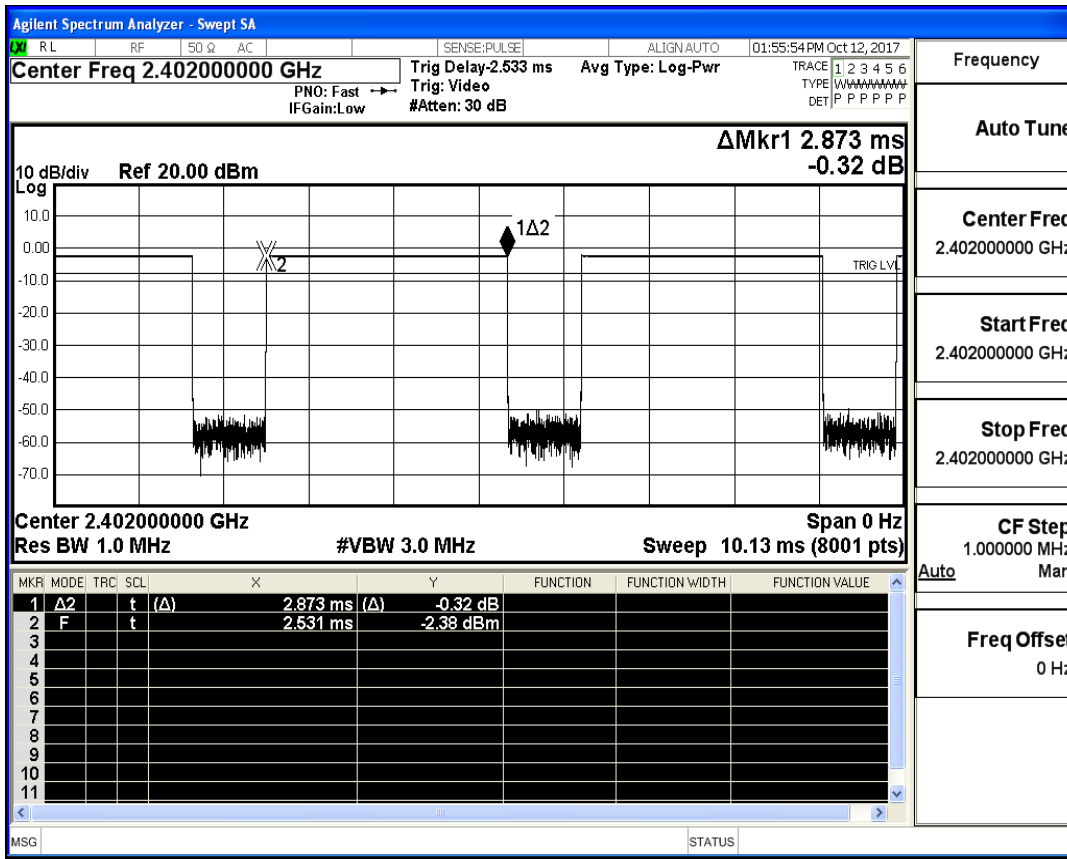 Agilent Spectrum Analyzer - Swept SA
LXI RL RF 50 Ω AC SENSE:PULSE ALIGN AUTO 01:55:54 PM Oct 12, 2017
Center Freq 2.402000000 GHz
PNO: Fast
IFGain:Low
Trig Delay-2.533 ms
Trig: Video
#Atten: 30 dB
Avg Type: Log-Pwr
TRACE 1 2 3 4 5 6
TYPE WWWWWW
DET P P P P P P
ΔMkr1 2.873 ms
-0.32 dB
10 dB/div Ref 20.00 dBm
Log
10.0
0.00
-10.0
-20.0
-30.0
-40.0
-50.0
-60.0
-70.0
1Δ2
2
TRIG LVL
Center 2.402000000 GHz Span 0 Hz
Res BW 1.0 MHz #VBW 3.0 MHz Sweep 10.13 ms (8001 pts)
MKR MODE TRC SCL X Y FUNCTION FUNCTION WIDTH FUNCTION VALUE
1 Δ2 t (Δ) 2.873 ms (Δ) -0.32 dB
2 F t 2.531 ms -2.38 dBm
3
4
5
6
7
8
9
10
11
MSG STATUS
Frequency
Auto Tune
Center Freq
2.402000000 GHz
Start Freq
2.402000000 GHz
Stop Freq
2.402000000 GHz
CF Step
1.000000 MHz
Auto Man
Freq Offset
0 Hz